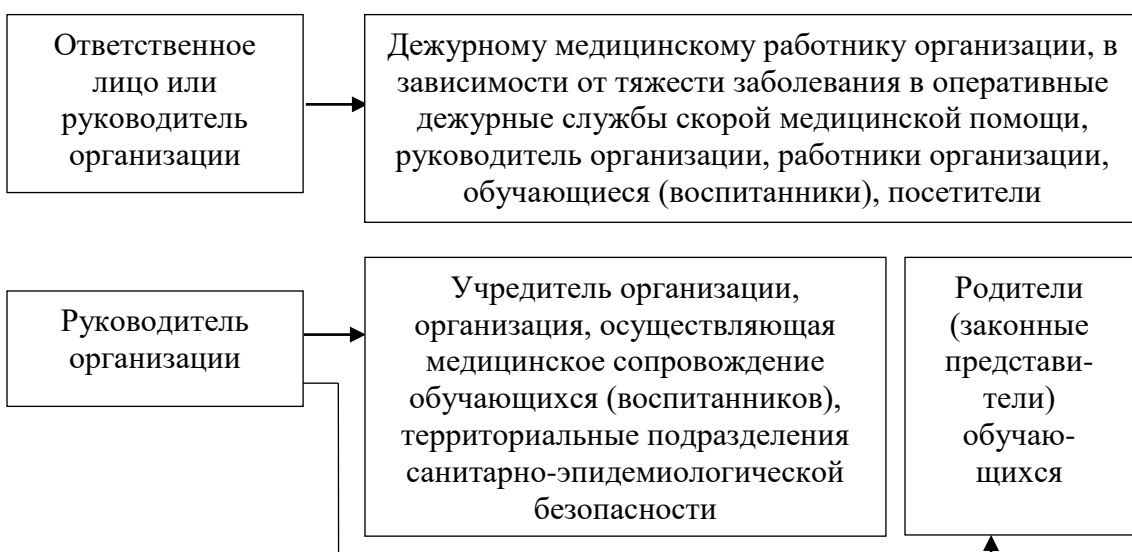 Ответственное
лицо или
руководитель
организации
Дежурному медицинскому работнику организации, в
зависимости от тяжести заболевания в оперативные
дежурные службы скорой медицинской помощи,
руководитель организации, работники организации,
обучающиеся (воспитанники), посетители
Руководитель
организации
Учредитель организации,
организация, осуществляющая
медицинское сопровождение
обучающихся (воспитанников),
территориальные подразделения
санитарно-эпидемиологической
безопасности
Родители
(законные
представи-
тели)
обучаю-
щихся